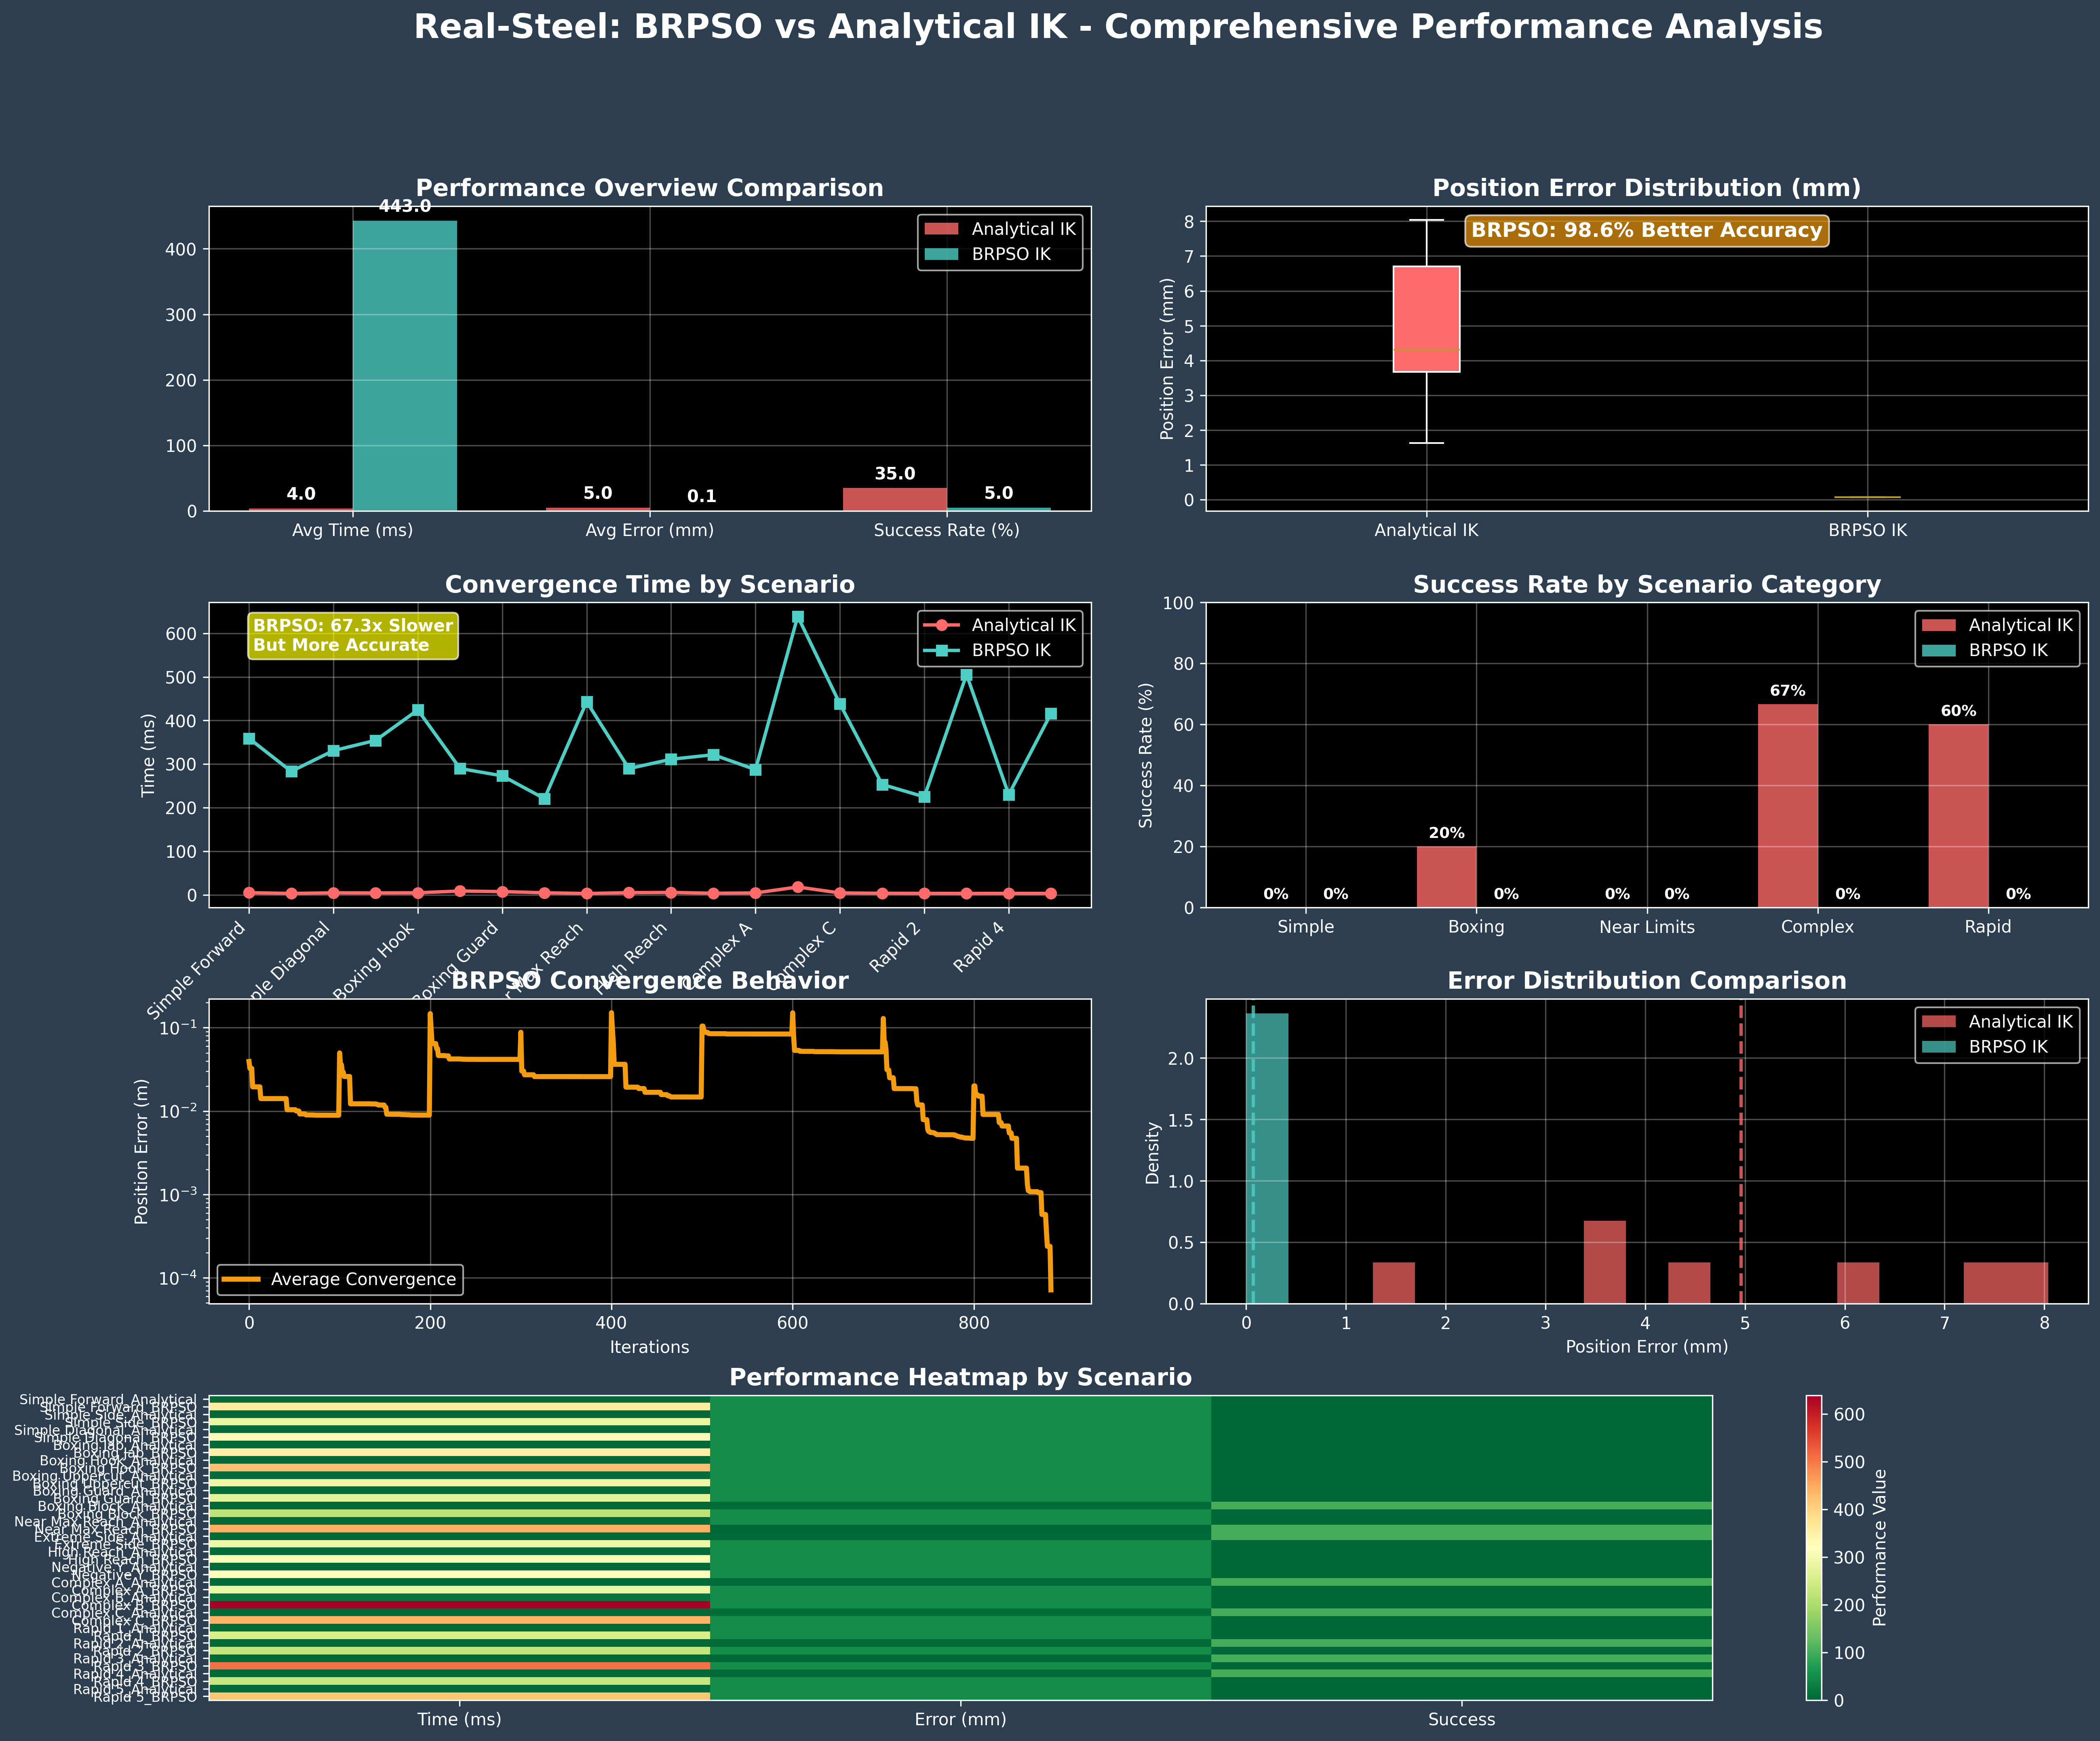 Real-Steel: BRPSO vs Analytical IK - Comprehensive Performance Analysis
Performance Overview Comparison
443.0
400
300
200
100
0
4.0
5.0
0.1
35.0
5.0
Analytical IK
BRPSO IK
Avg Time (ms)
Avg Error (mm)
Success Rate (%)
Position Error Distribution (mm)
BRPSO: 98.6% Better Accuracy
Position Error (mm)
8
7
6
5
4
3
2
1
0
Analytical IK
BRPSO IK
Convergence Time by Scenario
BRPSO: 67.3x Slower
But More Accurate
Analytical IK
BRPSO IK
Time (ms)
600
500
400
300
200
100
0
Simple Forward
ple Diagonal
Boxing Hook
Boxing Guard
r Max Reach
High Reach
Complex A
Complex C
Rapid 2
Rapid 4
Success Rate by Scenario Category
Analytical IK
BRPSO IK
Success Rate (%)
100
80
60
40
20
0
0%
0%
20%
0%
0%
0%
67%
0%
60%
0%
Simple
Boxing
Near Limits
Complex
Rapid
BRPSO Convergence Behavior
Position Error (m)
10⁻¹
10⁻²
10⁻³
10⁻⁴
Average Convergence
0
200
400
600
800
Iterations
Error Distribution Comparison
Analytical IK
BRPSO IK
Density
2.0
1.5
1.0
0.5
0.0
0
1
2
3
4
5
6
7
8
Position Error (mm)
Performance Heatmap by Scenario
Simple Forward_Analytical
Simple Forward_BRPSO
Simple Side_Analytical
Simple Side_BRPSO
Simple Diagonal_Analytical
Simple Diagonal_BRPSO
Boxing Jab_Analytical
Boxing Jab_BRPSO
Boxing Hook_Analytical
Boxing Hook_BRPSO
Boxing Uppercut_Analytical
Boxing Uppercut_BRPSO
Boxing Guard_Analytical
Boxing Guard_BRPSO
Boxing Block_Analytical
Boxing Block_BRPSO
Near Max Reach_Analytical
Near Max Reach_BRPSO
Extreme Side_Analytical
Extreme Side_BRPSO
High Reach_Analytical
High Reach_BRPSO
Negative Y_Analytical
Negative Y_BRPSO
Complex A_Analytical
Complex A_BRPSO
Complex B_Analytical
Complex B_BRPSO
Complex C_Analytical
Complex C_BRPSO
Rapid 1_Analytical
Rapid 1_BRPSO
Rapid 2_Analytical
Rapid 2_BRPSO
Rapid 3_Analytical
Rapid 3_BRPSO
Rapid 4_Analytical
Rapid 4_BRPSO
Rapid 5_Analytical
Rapid 5_BRPSO
Time (ms)
Error (mm)
Success
600
500
400
300
200
100
0
Performance Value